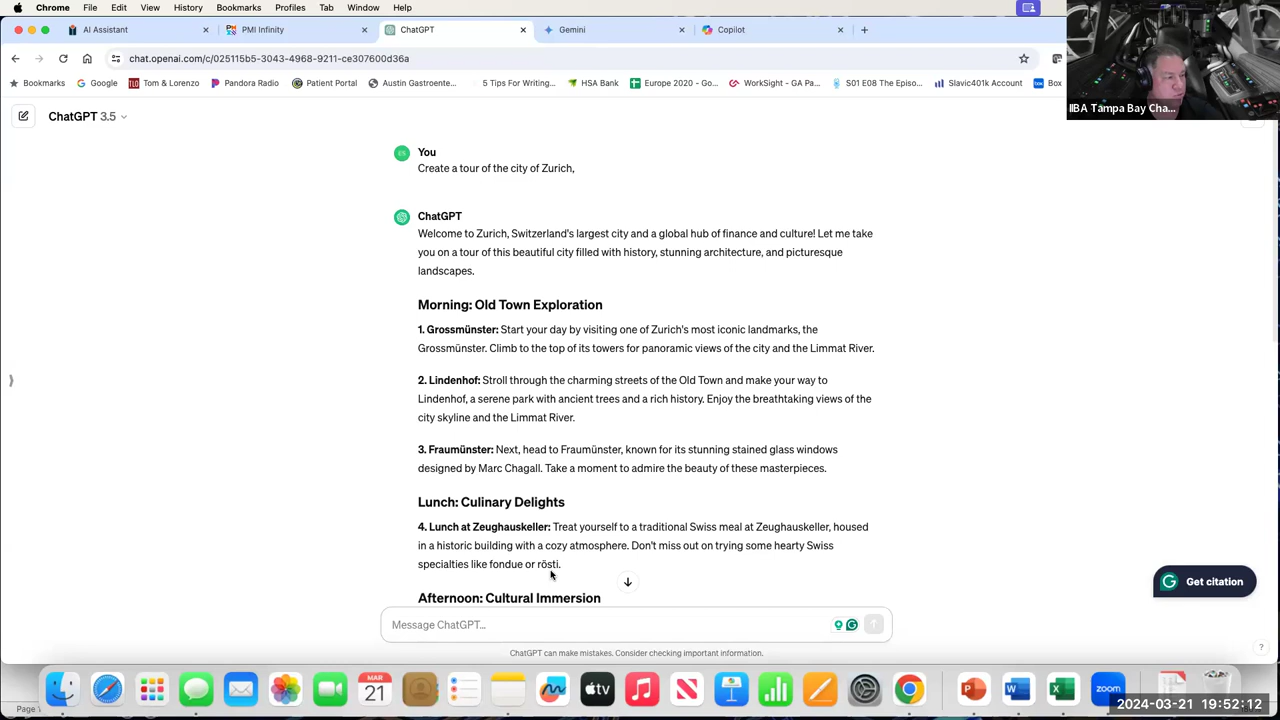 Chrome File Edit View History Bookmarks Profiles Tab Window Help
AI Assistant PMI Infinity ChatGPT Gemini Copilot
chat.openai.com/c/025115b5-3043-4968-9211-ce307600d36a
Bookmarks Google Tom & Lorenzo Pandora Radio Patient Portal Austin Gastroente... 5 Tips For Writing... HSA Bank Europe 2020 - Go... WorkSight - GA Pa... S01 E08 The Episo... Slavic401k Account Box
IIBA Tampa Bay Cha...
ChatGPT 3.5
You
Create a tour of the city of Zurich,
ChatGPT
Welcome to Zurich, Switzerland's largest city and a global hub of finance and culture! Let me take
you on a tour of this beautiful city filled with history, stunning architecture, and picturesque
landscapes.
Morning: Old Town Exploration
1. Grossmünster: Start your day by visiting one of Zurich's most iconic landmarks, the
Grossmünster. Climb to the top of its towers for panoramic views of the city and the Limmat River.
2. Lindenhof: Stroll through the charming streets of the Old Town and make your way to
Lindenhof, a serene park with ancient trees and a rich history. Enjoy the breathtaking views of the
city skyline and the Limmat River.
3. Fraumünster: Next, head to Fraumünster, known for its stunning stained glass windows
designed by Marc Chagall. Take a moment to admire the beauty of these masterpieces.
Lunch: Culinary Delights
4. Lunch at Zeughauskeller: Treat yourself to a traditional Swiss meal at Zeughauskeller, housed
in a historic building with a cozy atmosphere. Don't miss out on trying some hearty Swiss
specialties like fondue or rösti.
Afternoon: Cultural Immersion
Get citation
Message ChatGPT...
ChatGPT can make mistakes. Consider checking important information.
?
MAR
21
tv
zoom
Page 1
2024-03-21 19:52:12